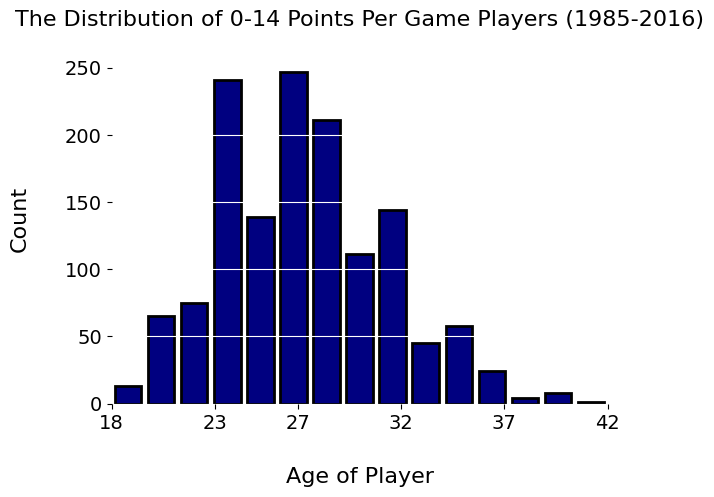 The Distribution of 0-14 Points Per Game Players (1985-2016)
250
200
150
100
50
0
Count
18 23 27 32 37 42
Age of Player